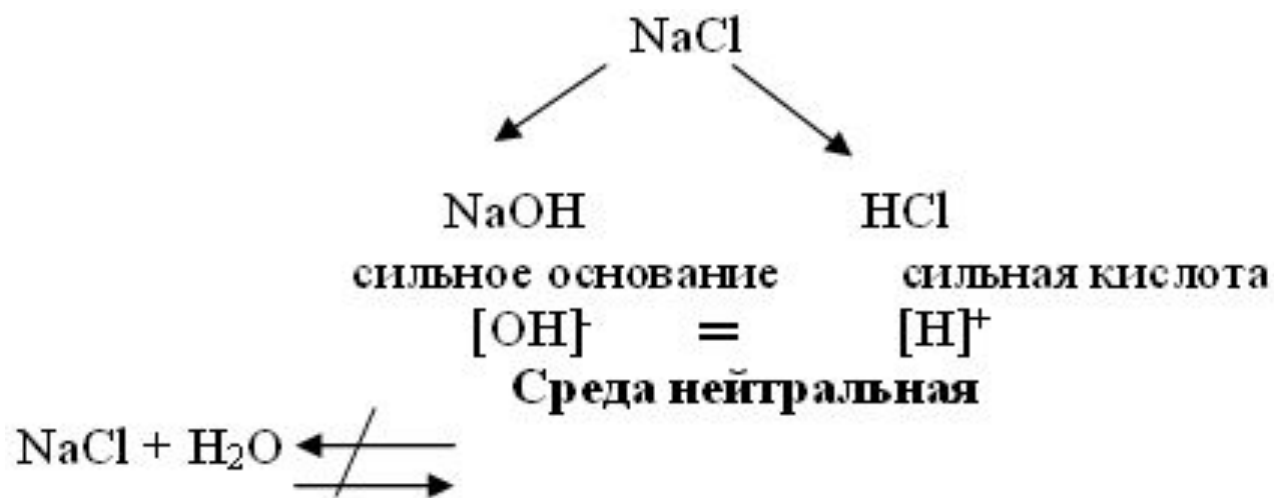 NaCl
NaOH HCl
сильное основание сильная кислота
[OH]⁻ = [H]⁺
Среда нейтральная
NaCl + H₂O